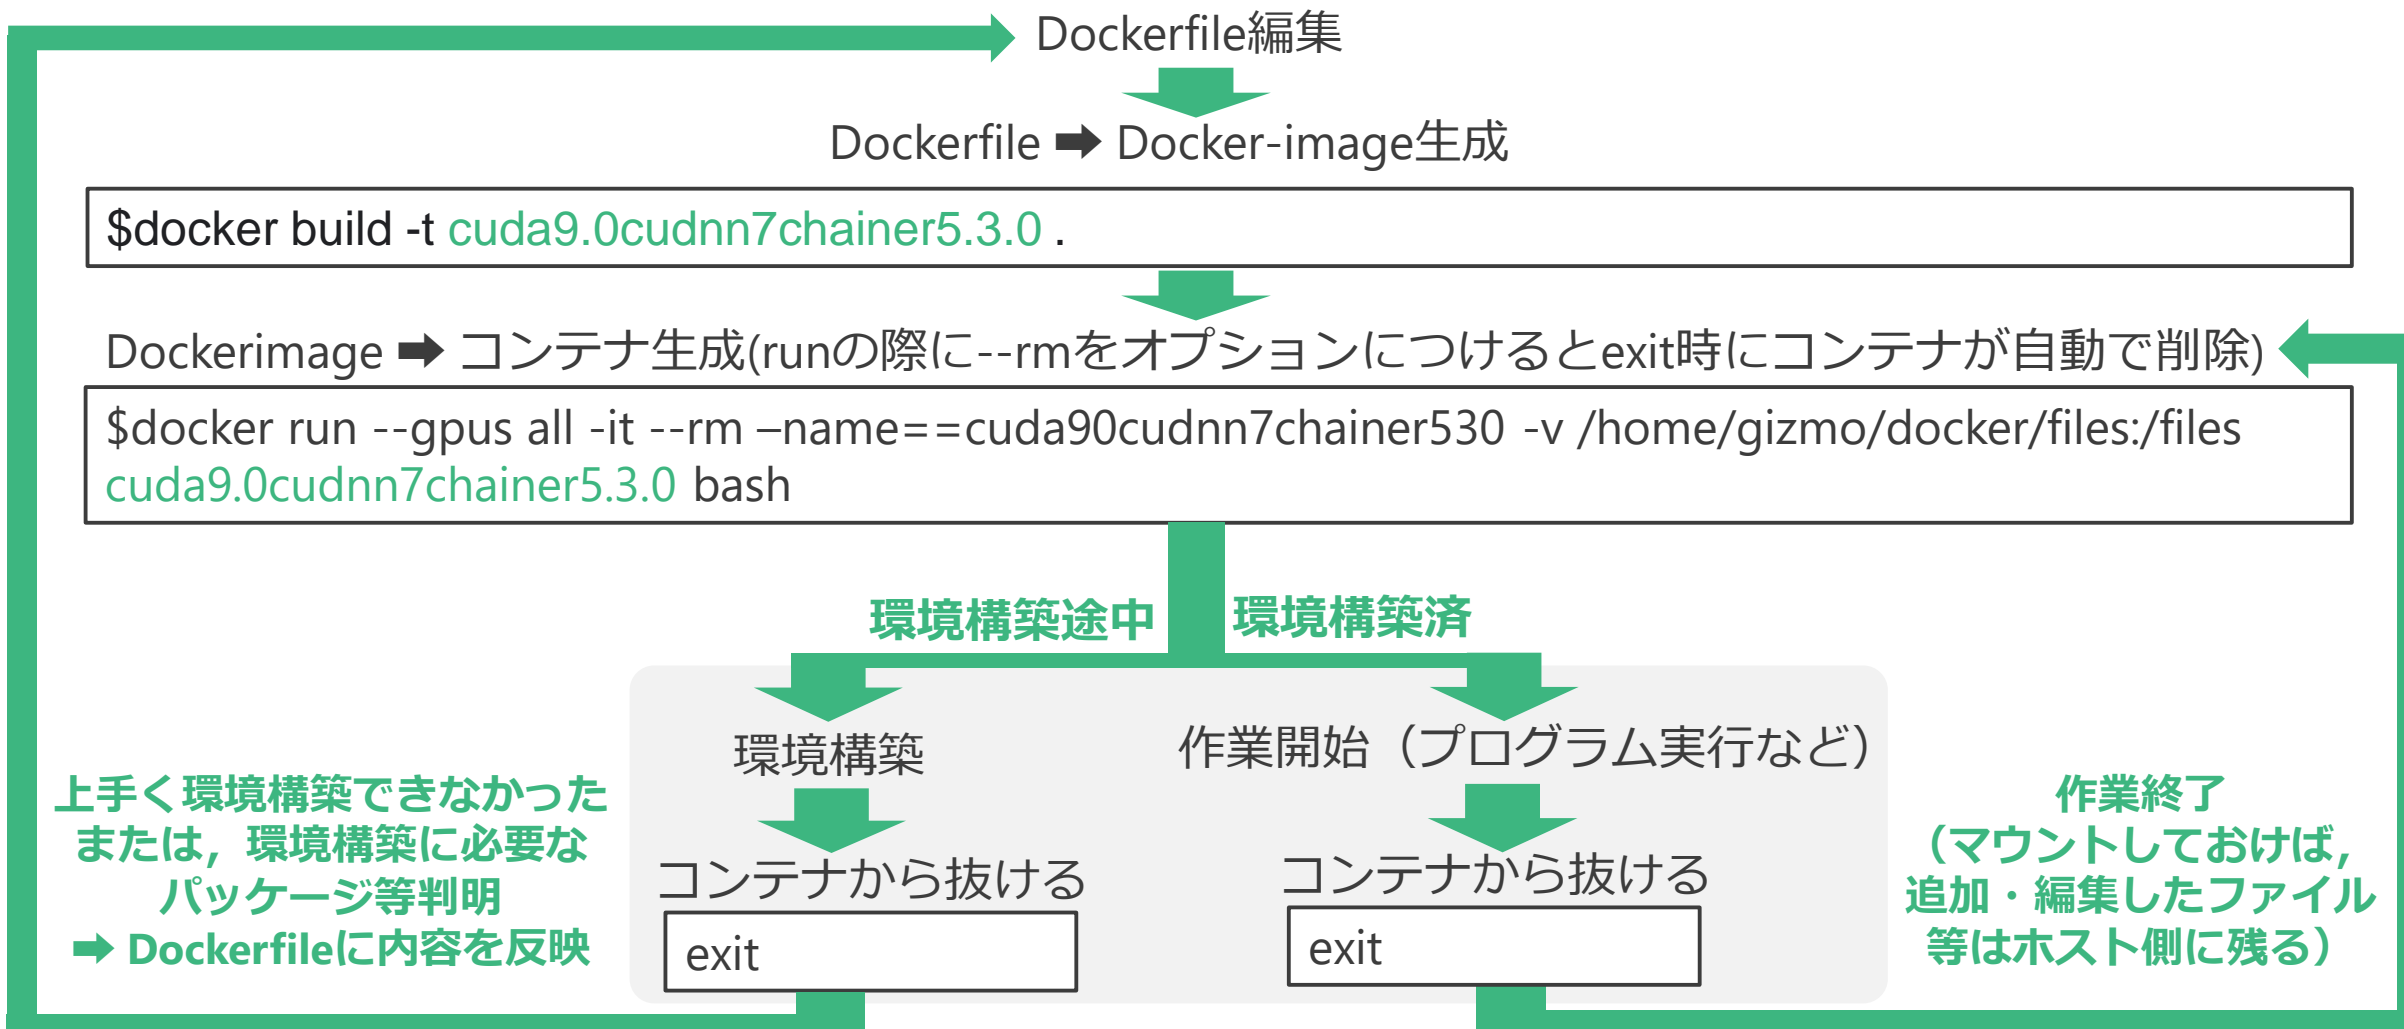 Dockerfile編集
Dockerfile ➡ Docker-image生成
$docker build -t cuda9.0cudnn7chainer5.3.0 .
Dockerimage ➡ コンテナ生成(runの際に--rmをオプションにつけるとexit時にコンテナが自動で削除)
$docker run --gpus all -it --rm –name==cuda90cudnn7chainer530 -v /home/gizmo/docker/files:/files
cuda9.0cudnn7chainer5.3.0 bash
環境構築途中
環境構築済
環境構築
作業開始（プログラム実行など）
上手く環境構築できなかった
または，環境構築に必要な
パッケージ等判明
➡ Dockerfileに内容を反映
コンテナから抜ける
exit
コンテナから抜ける
exit
作業終了
（マウントしておけば，
追加・編集したファイル
等はホスト側に残る）